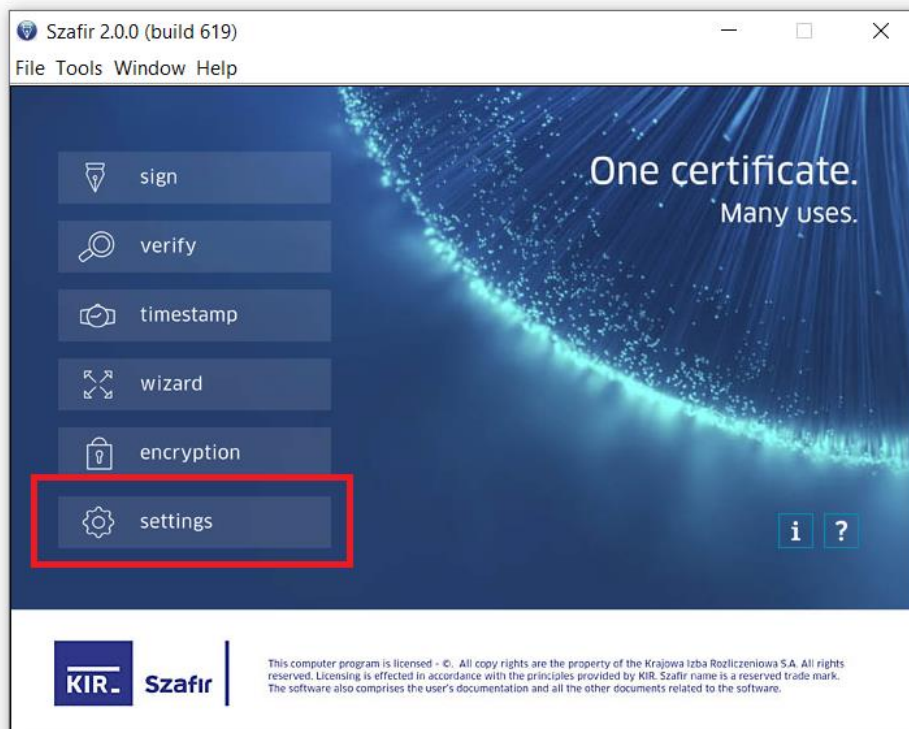 Szafir 2.0.0 (build 619)
File Tools Window Help
One certificate.
Many uses.
sign
verify
timestamp
wizard
encryption
settings
i ?
KIR Szafir
This computer program is licensed - ©. All copy rights are the property of the Krajowa Izba Rozliczeniowa S.A. All rights
reserved. Licensing is effected in accordance with the principles provided by KIR. Szafir name is a reserved trade mark.
The software also comprises the user's documentation and all the other documents related to the software.